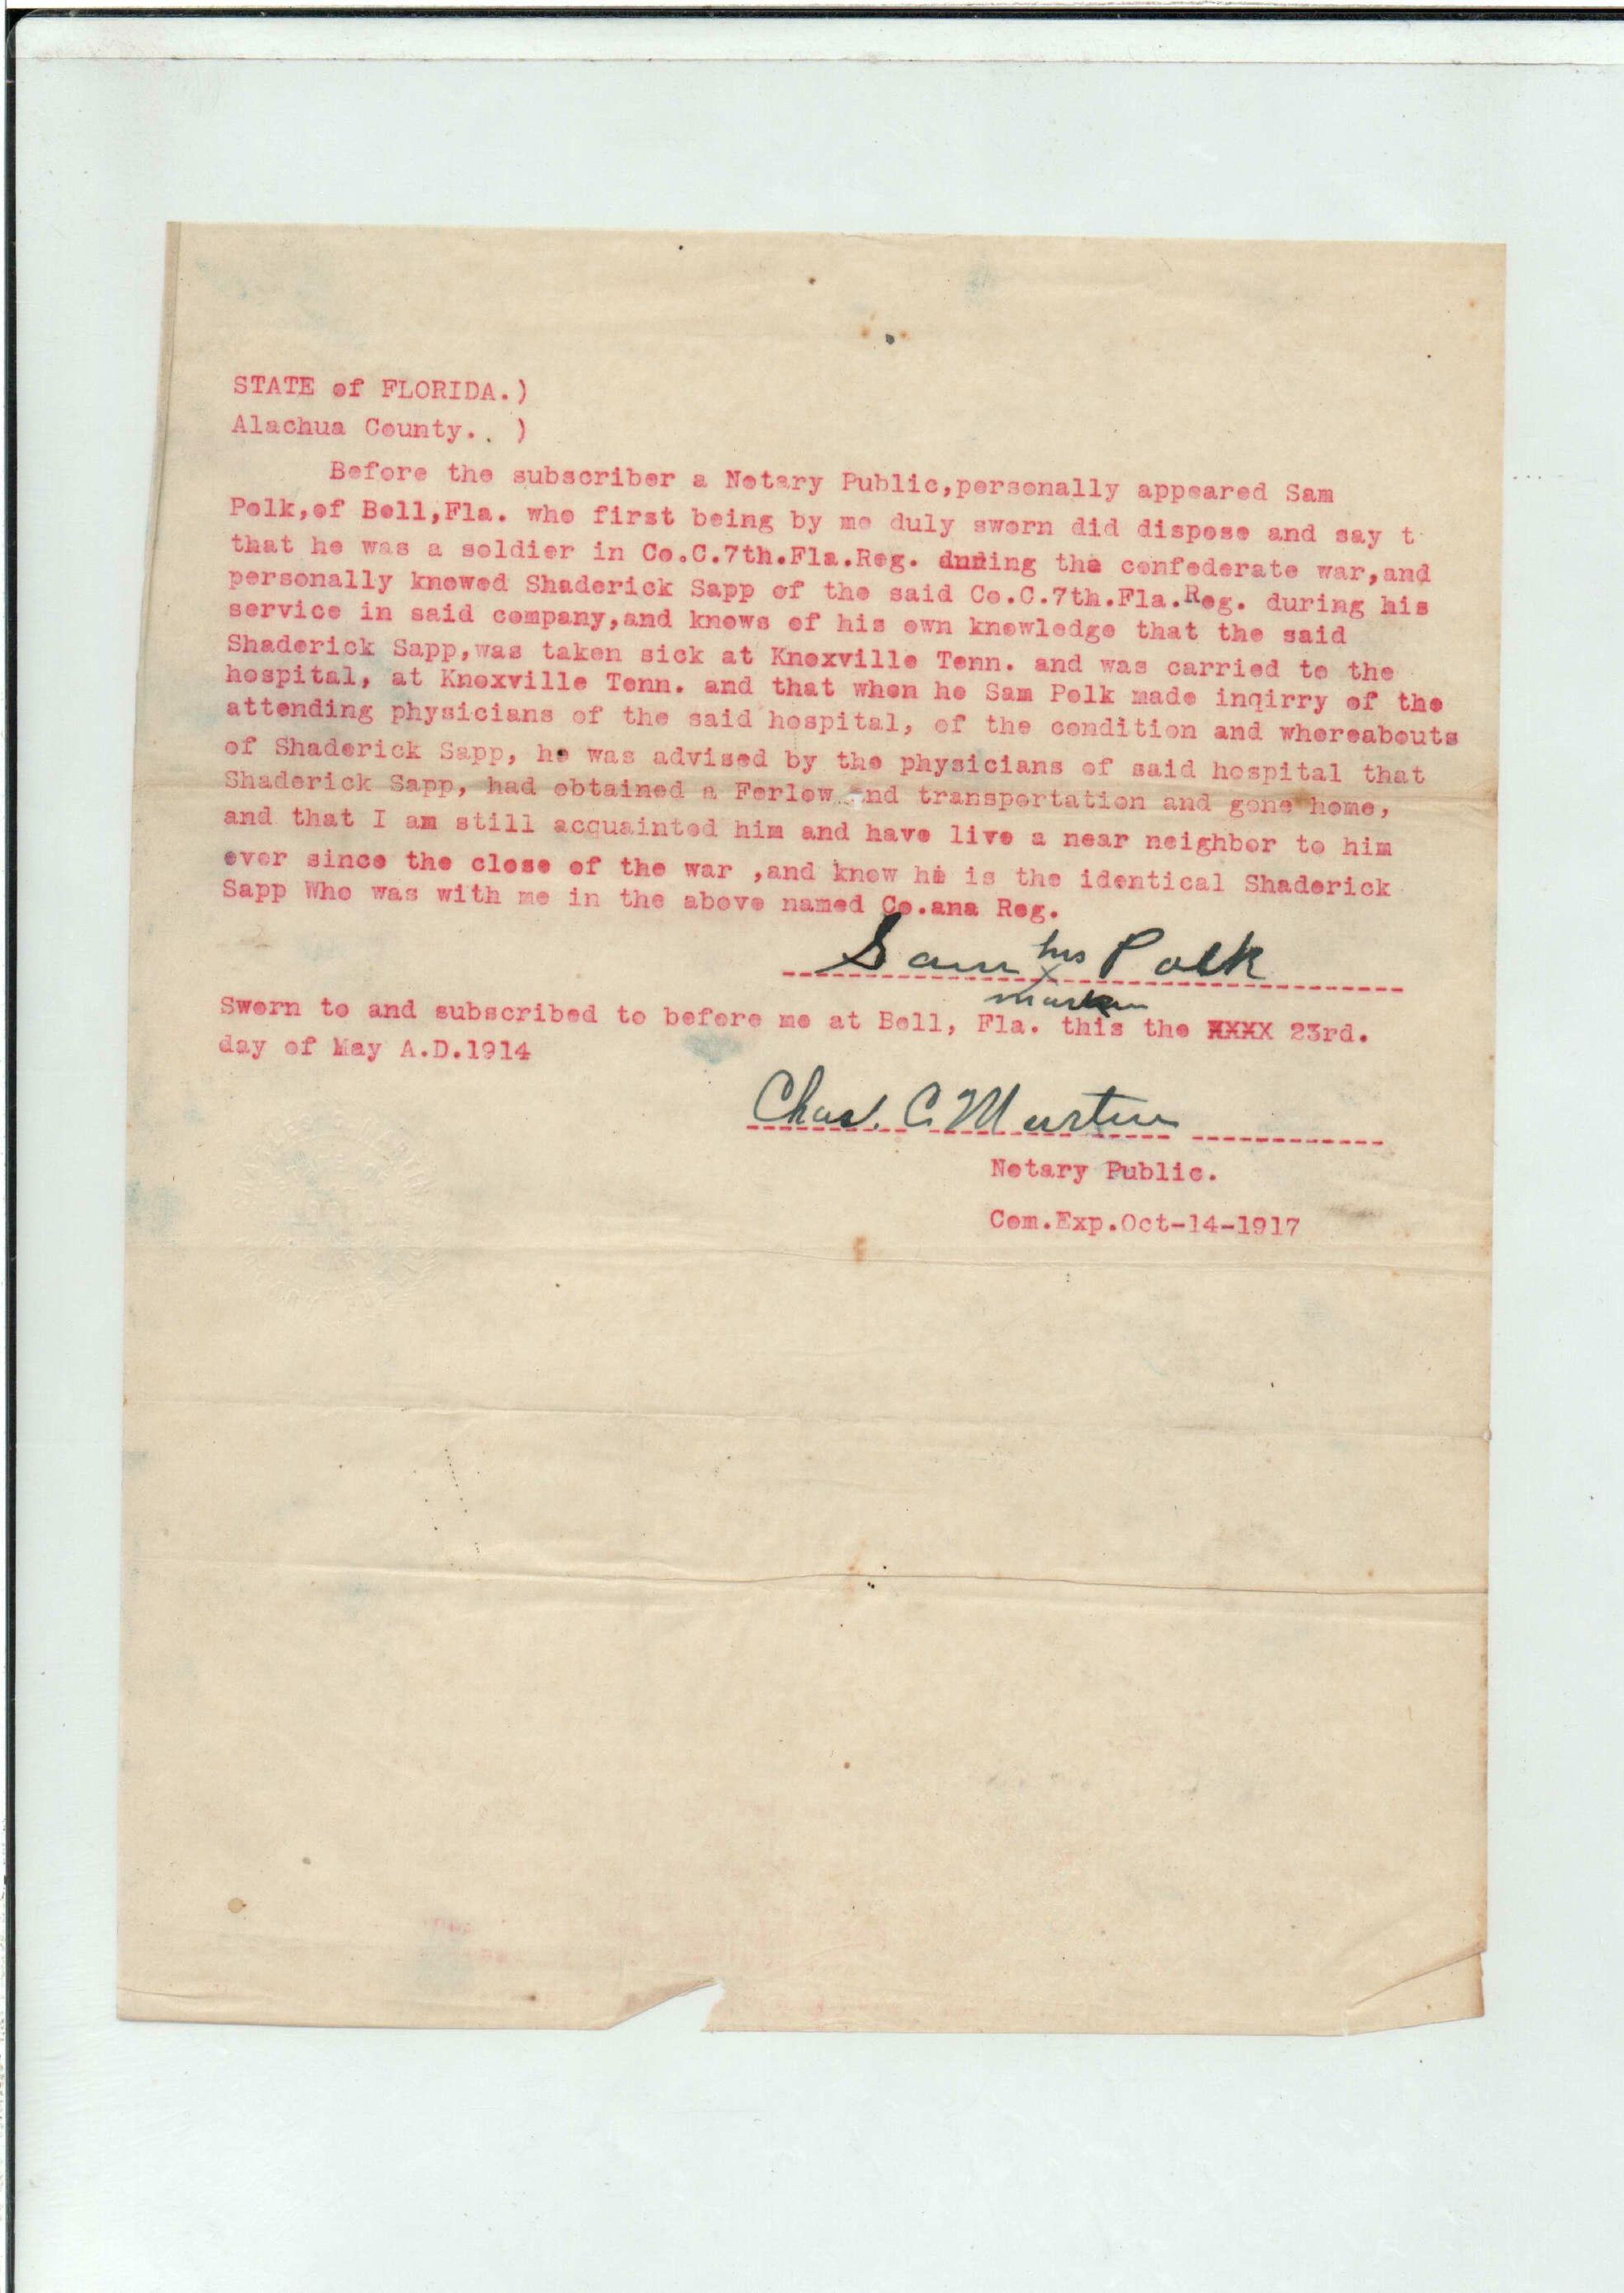 STATE of FLORIDA.)
Alachua County. . )
Before the subscriber a Notary Public,personally appeared Sam
Polk,of Bell,Fla. who first being by me duly sworn did dispose and say t
that he was a soldier in Co.C.7th.Fla.Reg. during the confederate war,and
personally knowed Shaderick Sapp of the said Co.C.7th.Fla.Reg. during his
service in said company,and knows of his own knowledge that the said
Shaderick Sapp,was taken sick at Knoxville Tenn. and was carried to the
hospital, at Knoxville Tenn. and that when he Sam Polk made inqirry of the
attending physicians of the said hospital, of the condition and whereabouts
of Shaderick Sapp, he was advised by the physicians of said hospital that
Shaderick Sapp, had obtained a Forlow and transportation and gone home,
and that I am still acquainted him and have live a near neighbor to him
ever since the close of the war ,and know he is the identical Shaderick
Sapp Who was with me in the above named Co.ana Reg.
Sam his Polk
x
mark
Sworn to and subscribed to before me at Bell, Fla. this the XXXX 23rd.
day of May A.D.1914
Chas. C Martin
Notary Public.
Com.Exp.Oct-14-1917